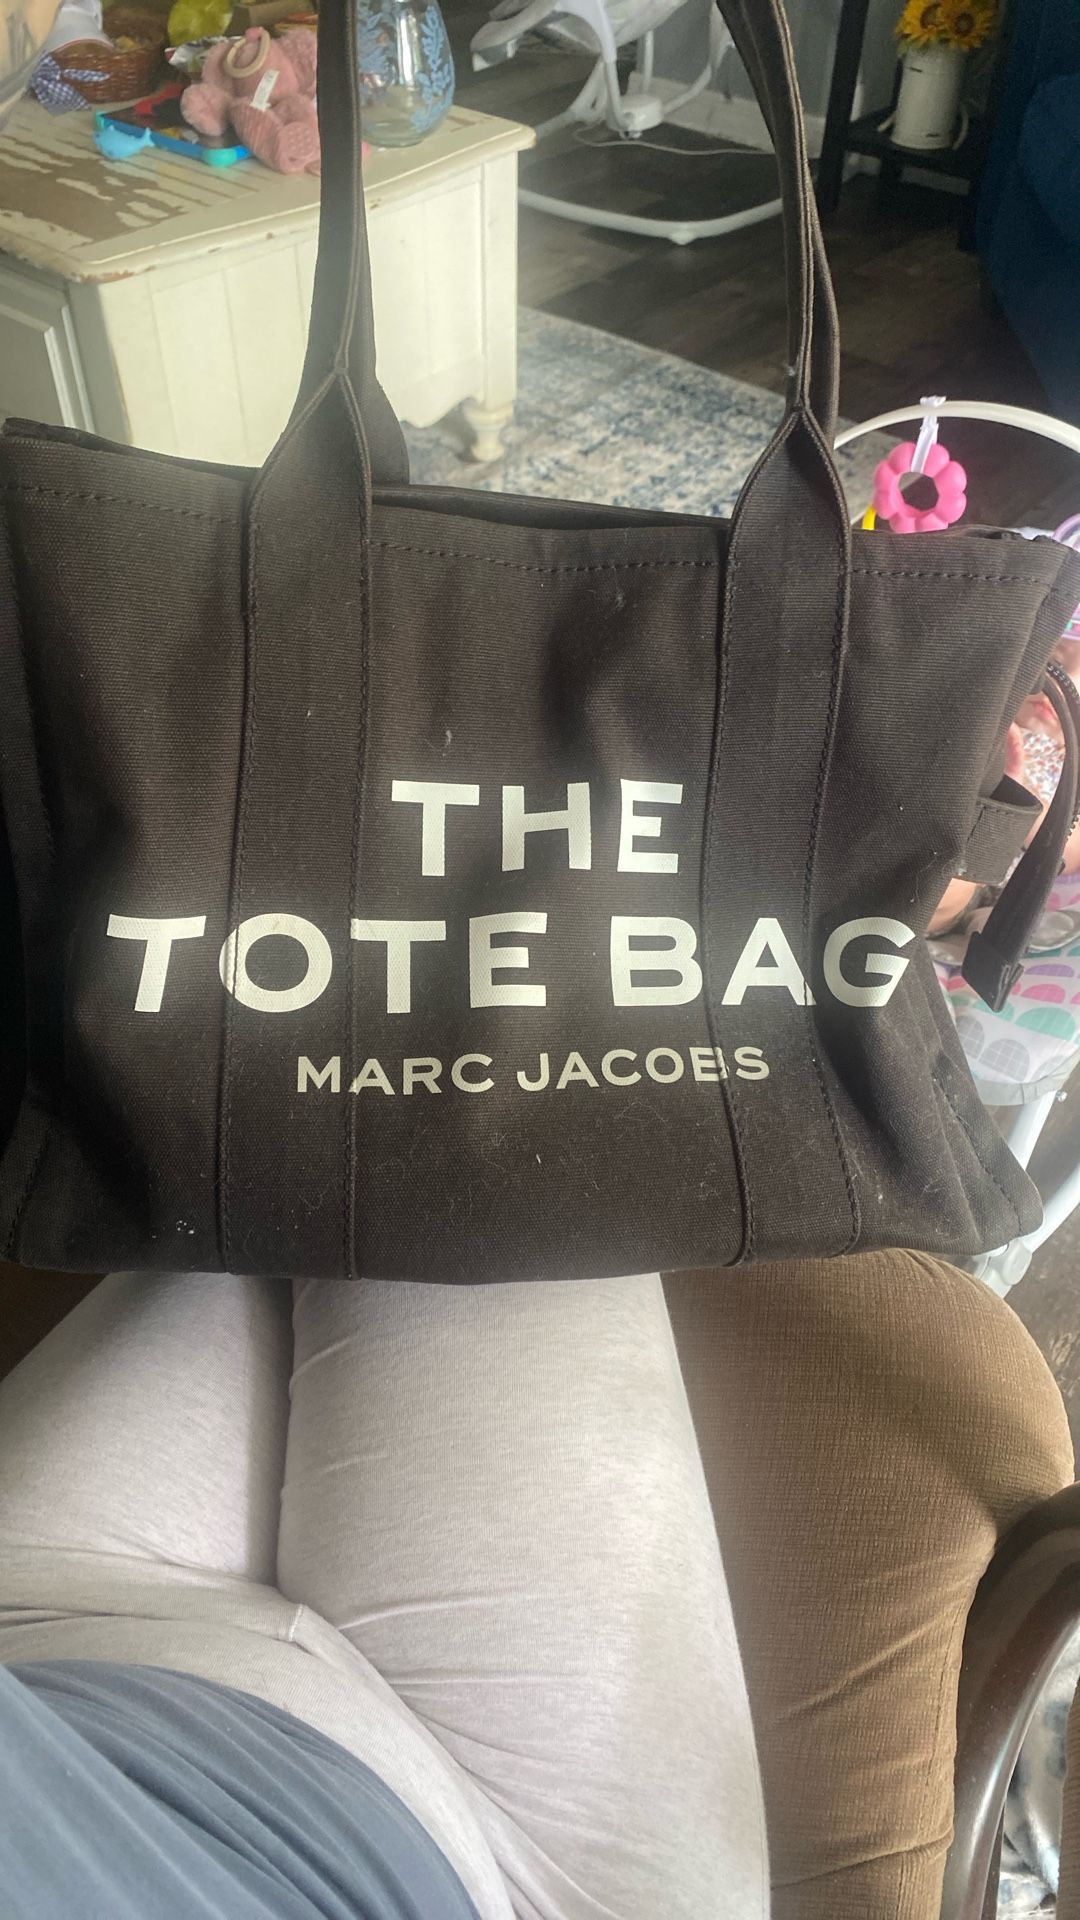 THE
TOTE BAG
MARC JACOBS